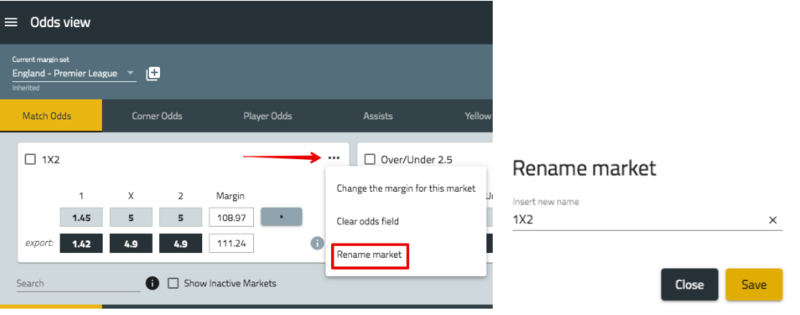 Odds view
Current margin set
England - Premier League
Inherited
Match Odds Corner Odds Player Odds Assists Yellow
1X2
Over/Under 2.5
1 X 2 Margin
1.45 5 5 108.97
export: 1.42 4.9 4.9 111.24
Change the margin for this market
Clear odds field
Rename market
Search
Show Inactive Markets
Rename market
Insert new name
1X2
Close Save